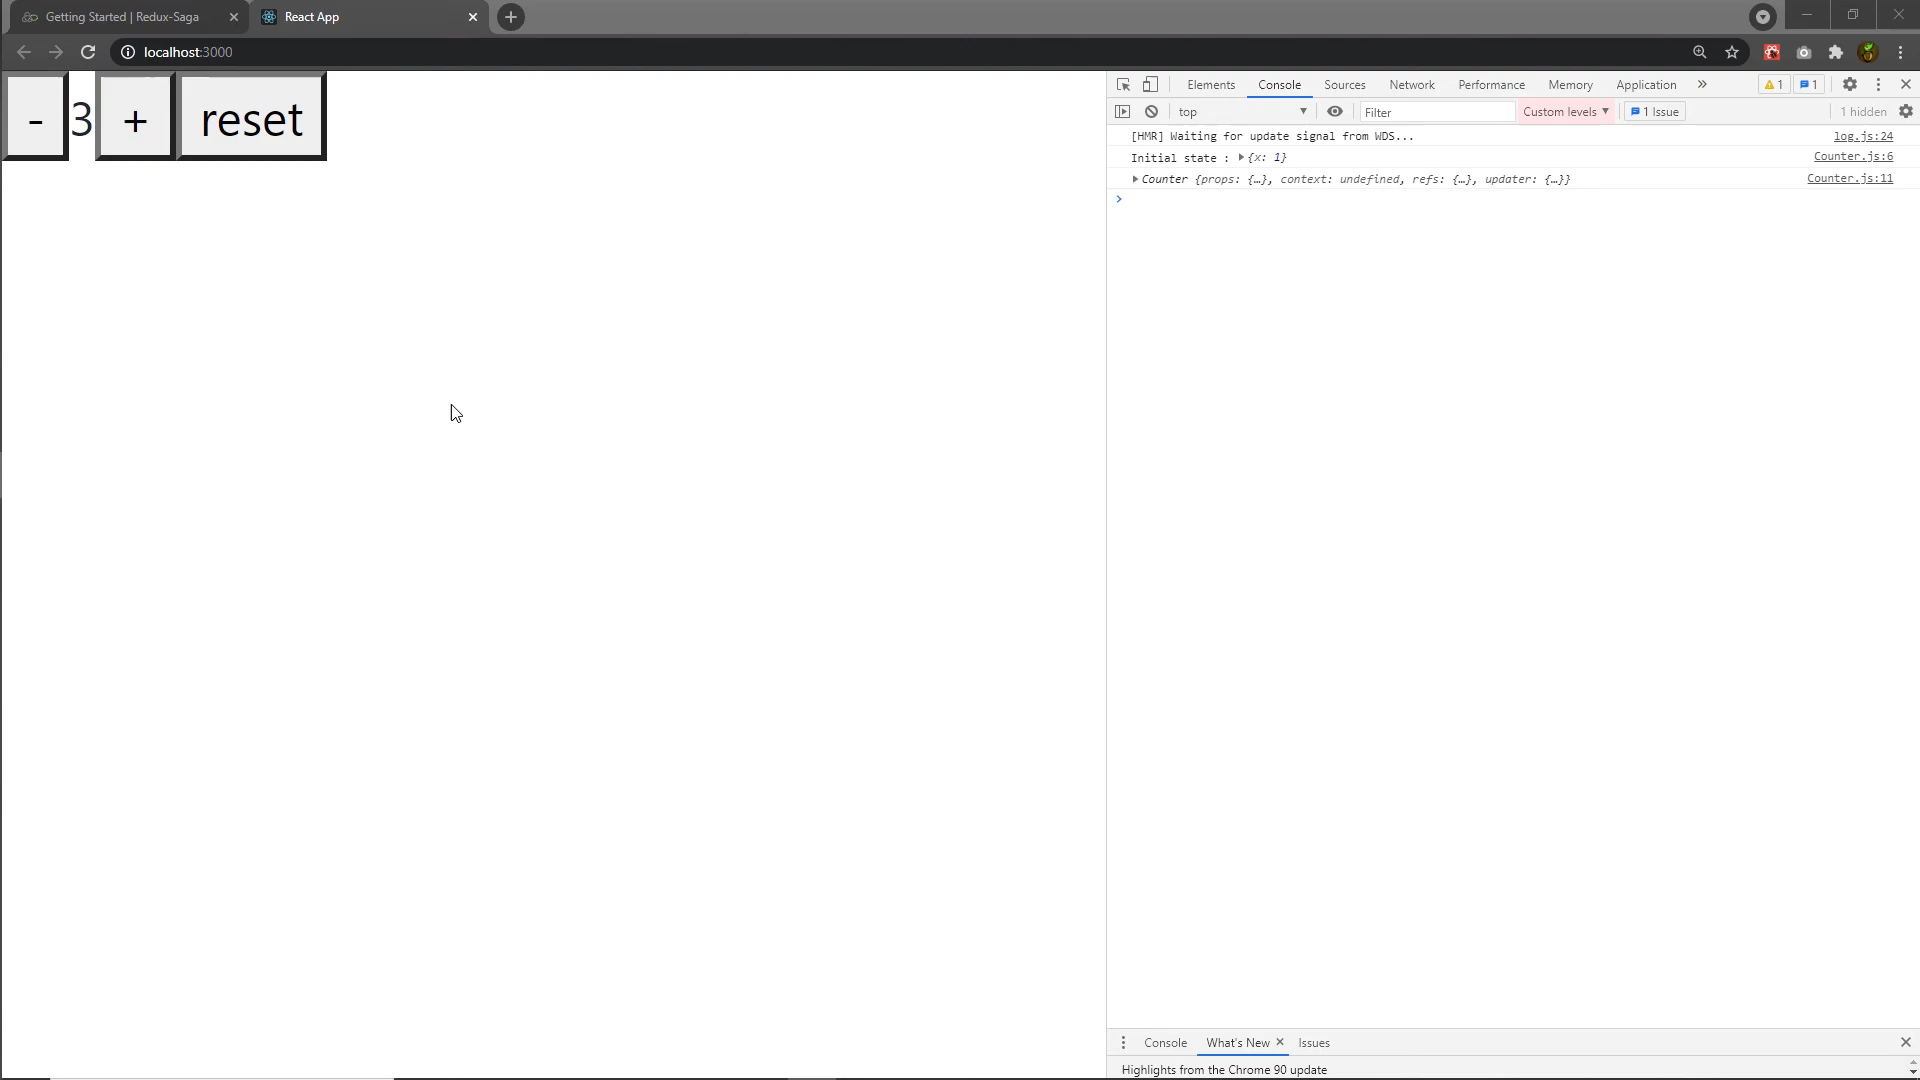 Getting Started | Redux-Saga
React App
localhost:3000
- 3 + reset
Elements Console Sources Network Performance Memory Application » 1 1
top Filter Custom levels 1 Issue 1 hidden
[HMR] Waiting for update signal from WDS... log.js:24
Initial state : {x: 1} Counter.js:6
Counter {props: {…}, context: undefined, refs: {…}, updater: {…}} Counter.js:11
Console What's New Issues
Highlights from the Chrome 90 update